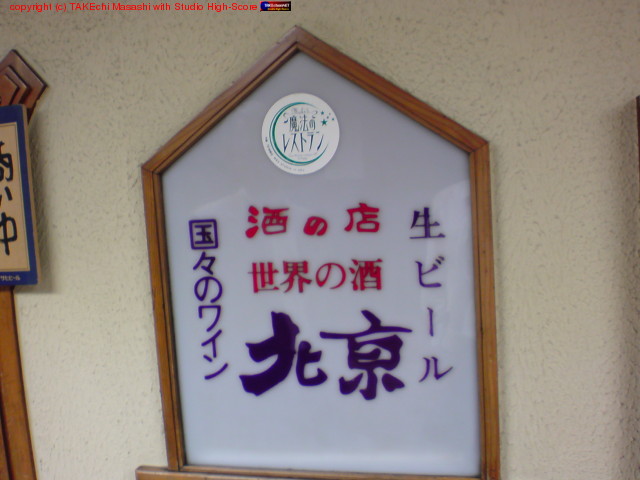 copyright (c) TAKEchi Masashi with Studio High-Score
魔法の
レストラン
酒の店
世界の酒
北京
生ビール
国々のワイン
中